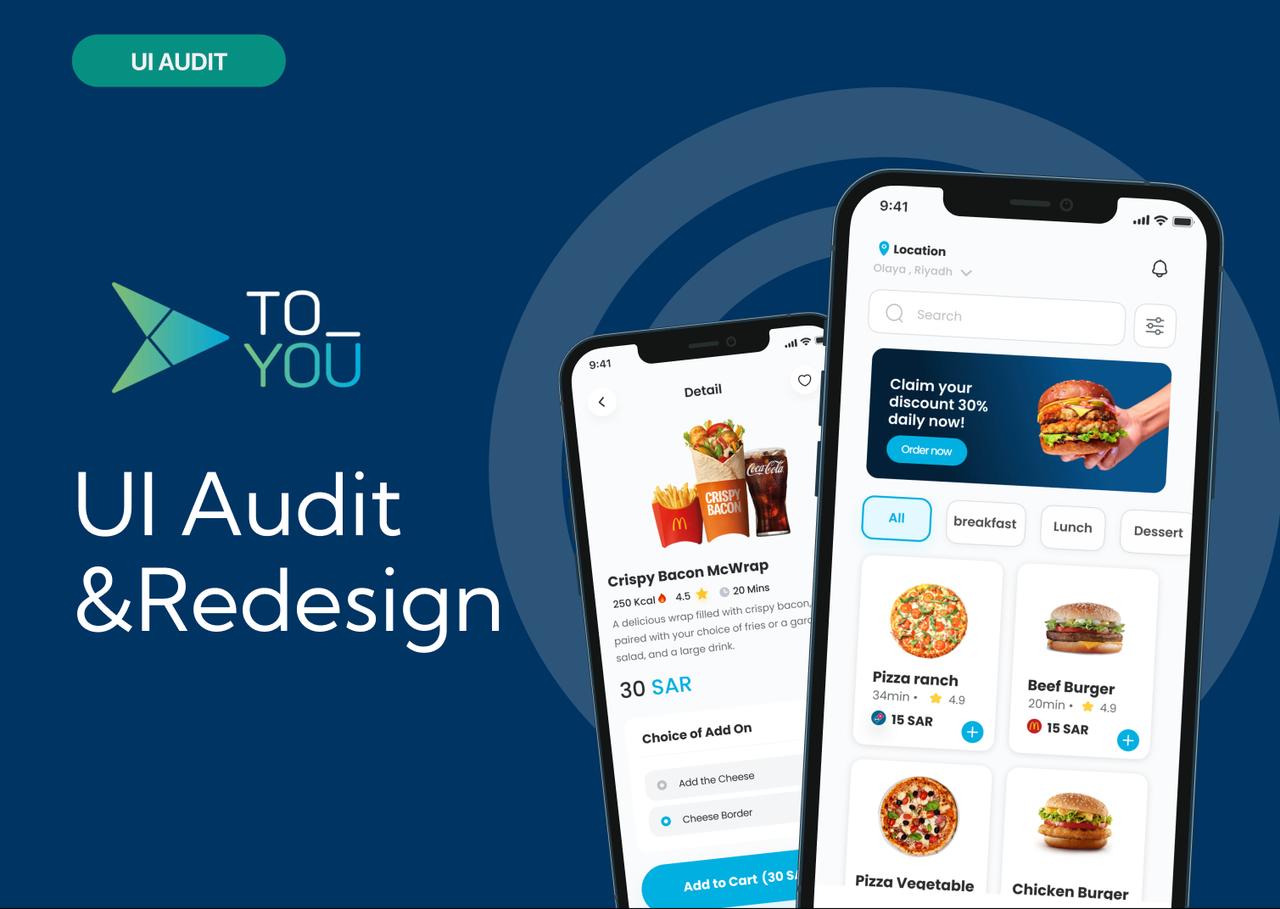 UI AUDIT
TO_
YOU
UI Audit
&Redesign
9:41
Detail
CRISPY
BACON
Coca-Cola
Crispy Bacon McWrap
250 Kcal 4.5 20 Mins
A delicious wrap filled with crispy bacon,
paired with your choice of fries or a
salad, and a large drink.
30 SAR
Choice of Add On
Add the Cheese
Cheese Border
Add to Cart (30
9:41
Location
Olaya , Riyadh
Search
Claim your
discount 30%
daily now!
Order now
All breakfast Lunch Dessert
Pizza ranch
34min • 4.9
15 SAR
Beef Burger
20min • 4.9
15 SAR
Pizza Vegetable
Chicken Burger